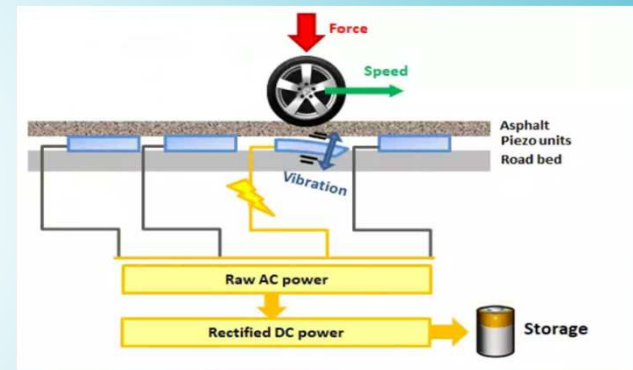 Force
Speed
Asphalt
Piezo units
Road bed
Vibration
Raw AC power
Rectified DC power
Storage